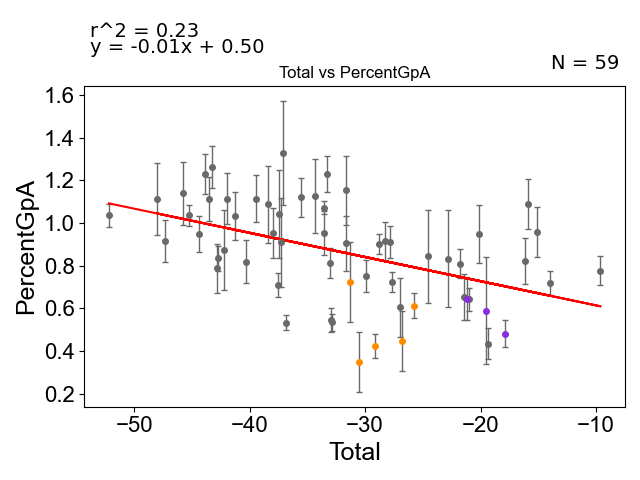 r^2 = 0.23
y = -0.01x + 0.50
N = 59
Total vs PercentGpA
1.6
1.4
1.2
1.0
0.8
0.6
0.4
0.2
PercentGpA
−50
−40
−30
−20
−10
Total